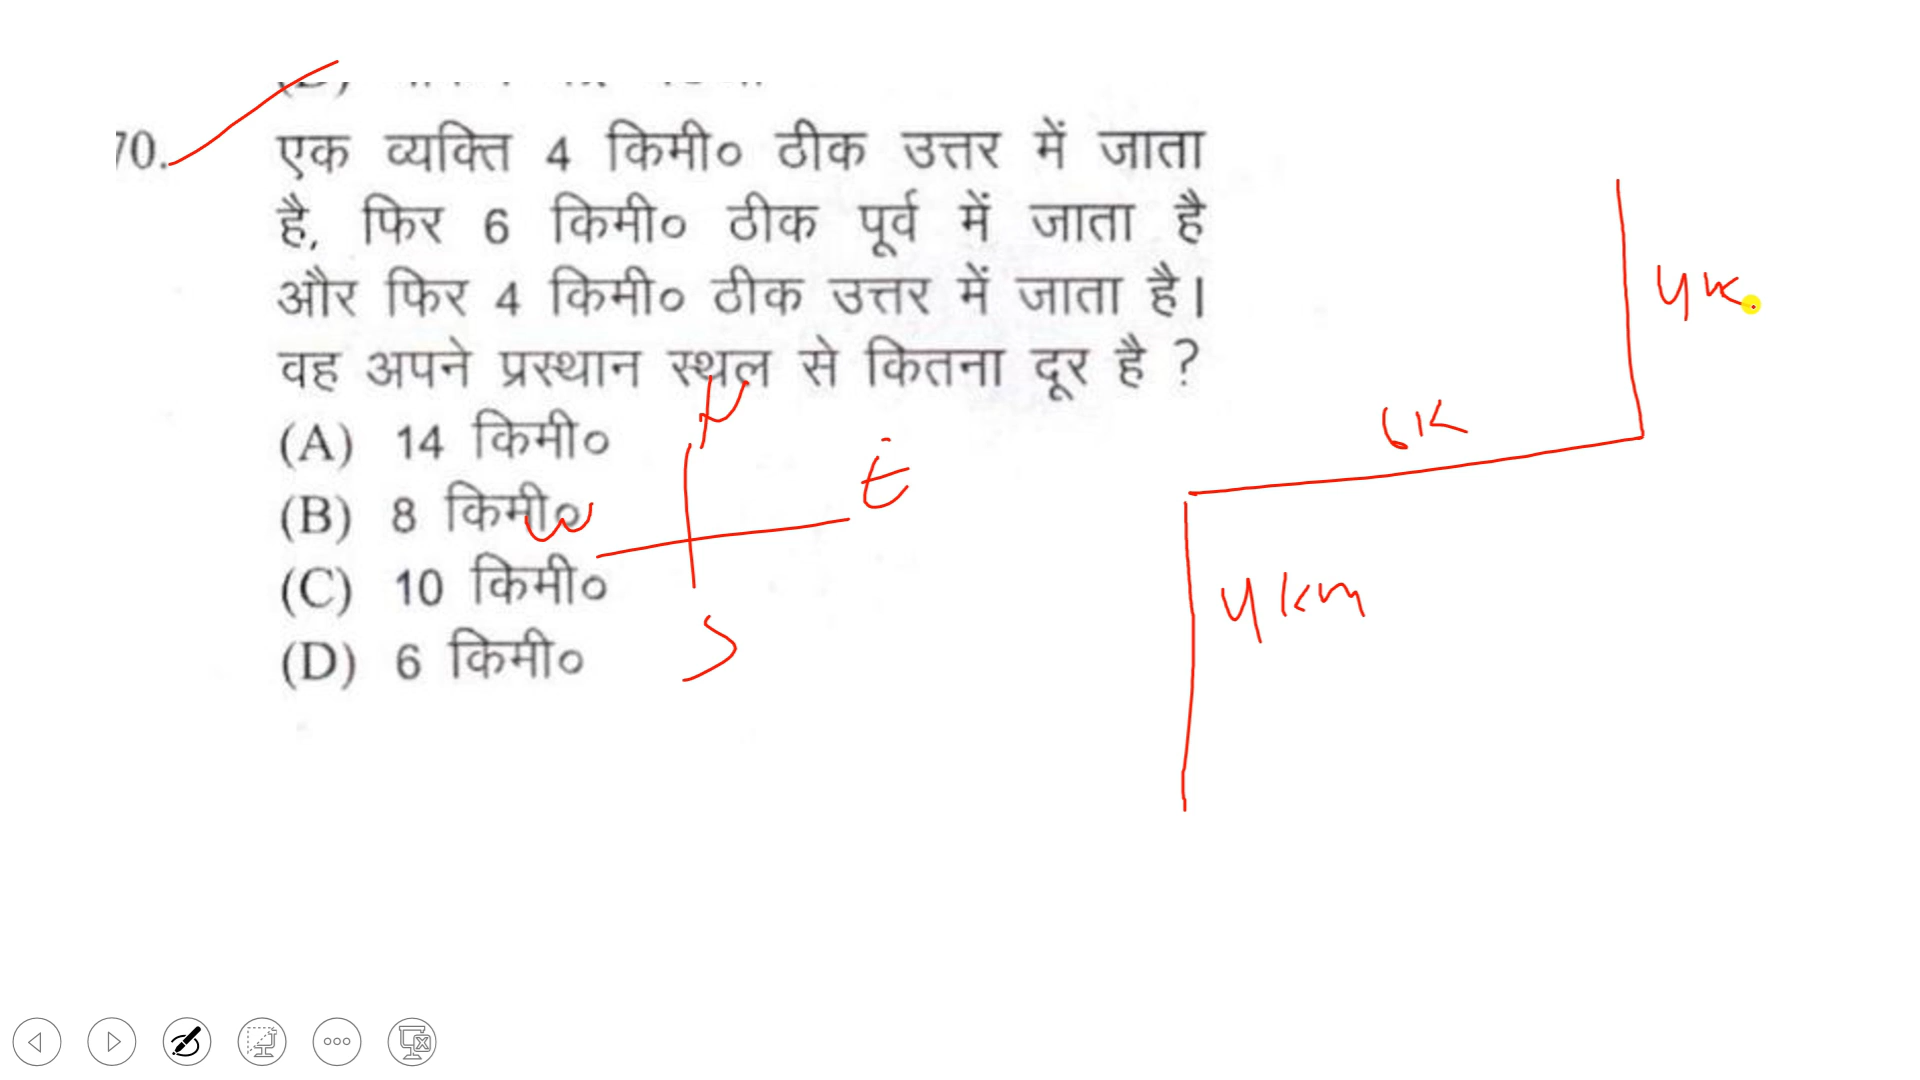 70. एक व्यक्ति 4 किमी० ठीक उत्तर में जाता
है, फिर 6 किमी० ठीक पूर्व में जाता है
और फिर 4 किमी० ठीक उत्तर में जाता है।
वह अपने प्रस्थान स्थल से कितना दूर है ?
(A) 14 किमी०
(B) 8 किमी०
(C) 10 किमी०
(D) 6 किमी०
N
E
W
S
4K
6K
4km